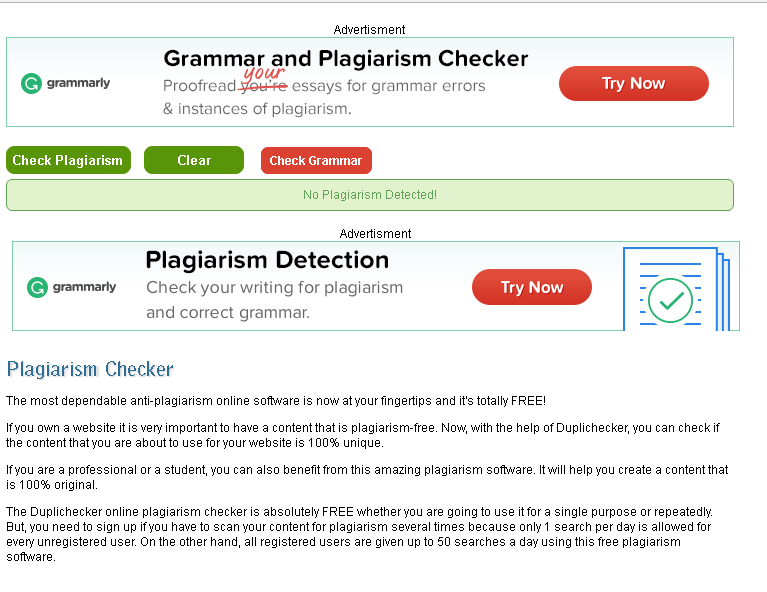 Advertisment
Grammar and Plagiarism Checker
grammarly
your
Proofread you're essays for grammar errors
& instances of plagiarism.
Try Now
Check Plagiarism
Clear
Check Grammar
No Plagiarism Detected!
Advertisment
Plagiarism Detection
grammarly
Check your writing for plagiarism
and correct grammar.
Try Now
Plagiarism Checker
The most dependable anti-plagiarism online software is now at your fingertips and it's totally FREE!
If you own a website it is very important to have a content that is plagiarism-free. Now, with the help of Duplichecker, you can check if
the content that you are about to use for your website is 100% unique.
If you are a professional or a student, you can also benefit from this amazing plagiarism software. It will help you create a content that
is 100% original.
The Duplichecker online plagiarism checker is absolutely FREE whether you are going to use it for a single purpose or repeatedly.
But, you need to sign up if you have to scan your content for plagiarism several times because only 1 search per day is allowed for
every unregistered user. On the other hand, all registered users are given up to 50 searches a day using this free plagiarism
software.